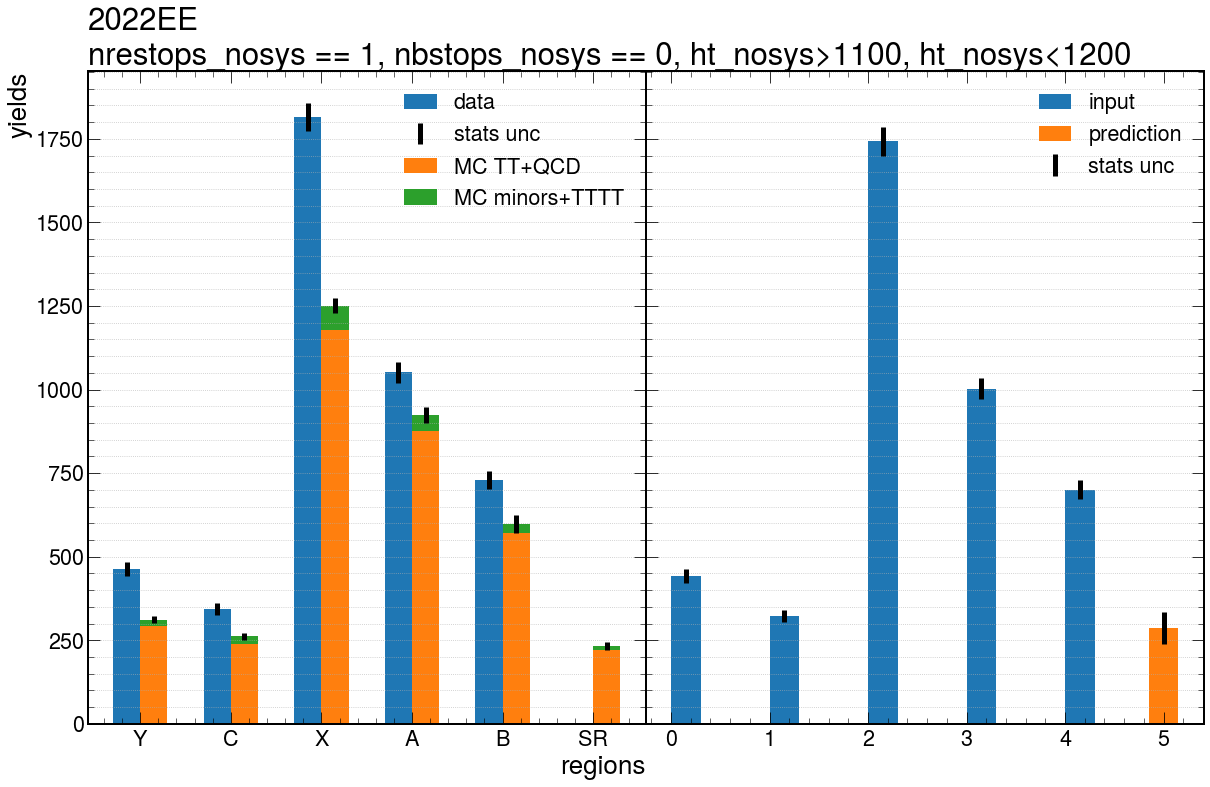 2022EE
nrestops_nosys == 1, nbstops_nosys == 0, ht_nosys>1100, ht_nosys<1200
yields
1750
1500
1250
1000
750
500
250
0
data
stats unc
MC TT+QCD
MC minors+TTTT
input
prediction
stats unc
Y C X A B SR
0 1 2 3 4 5
regions